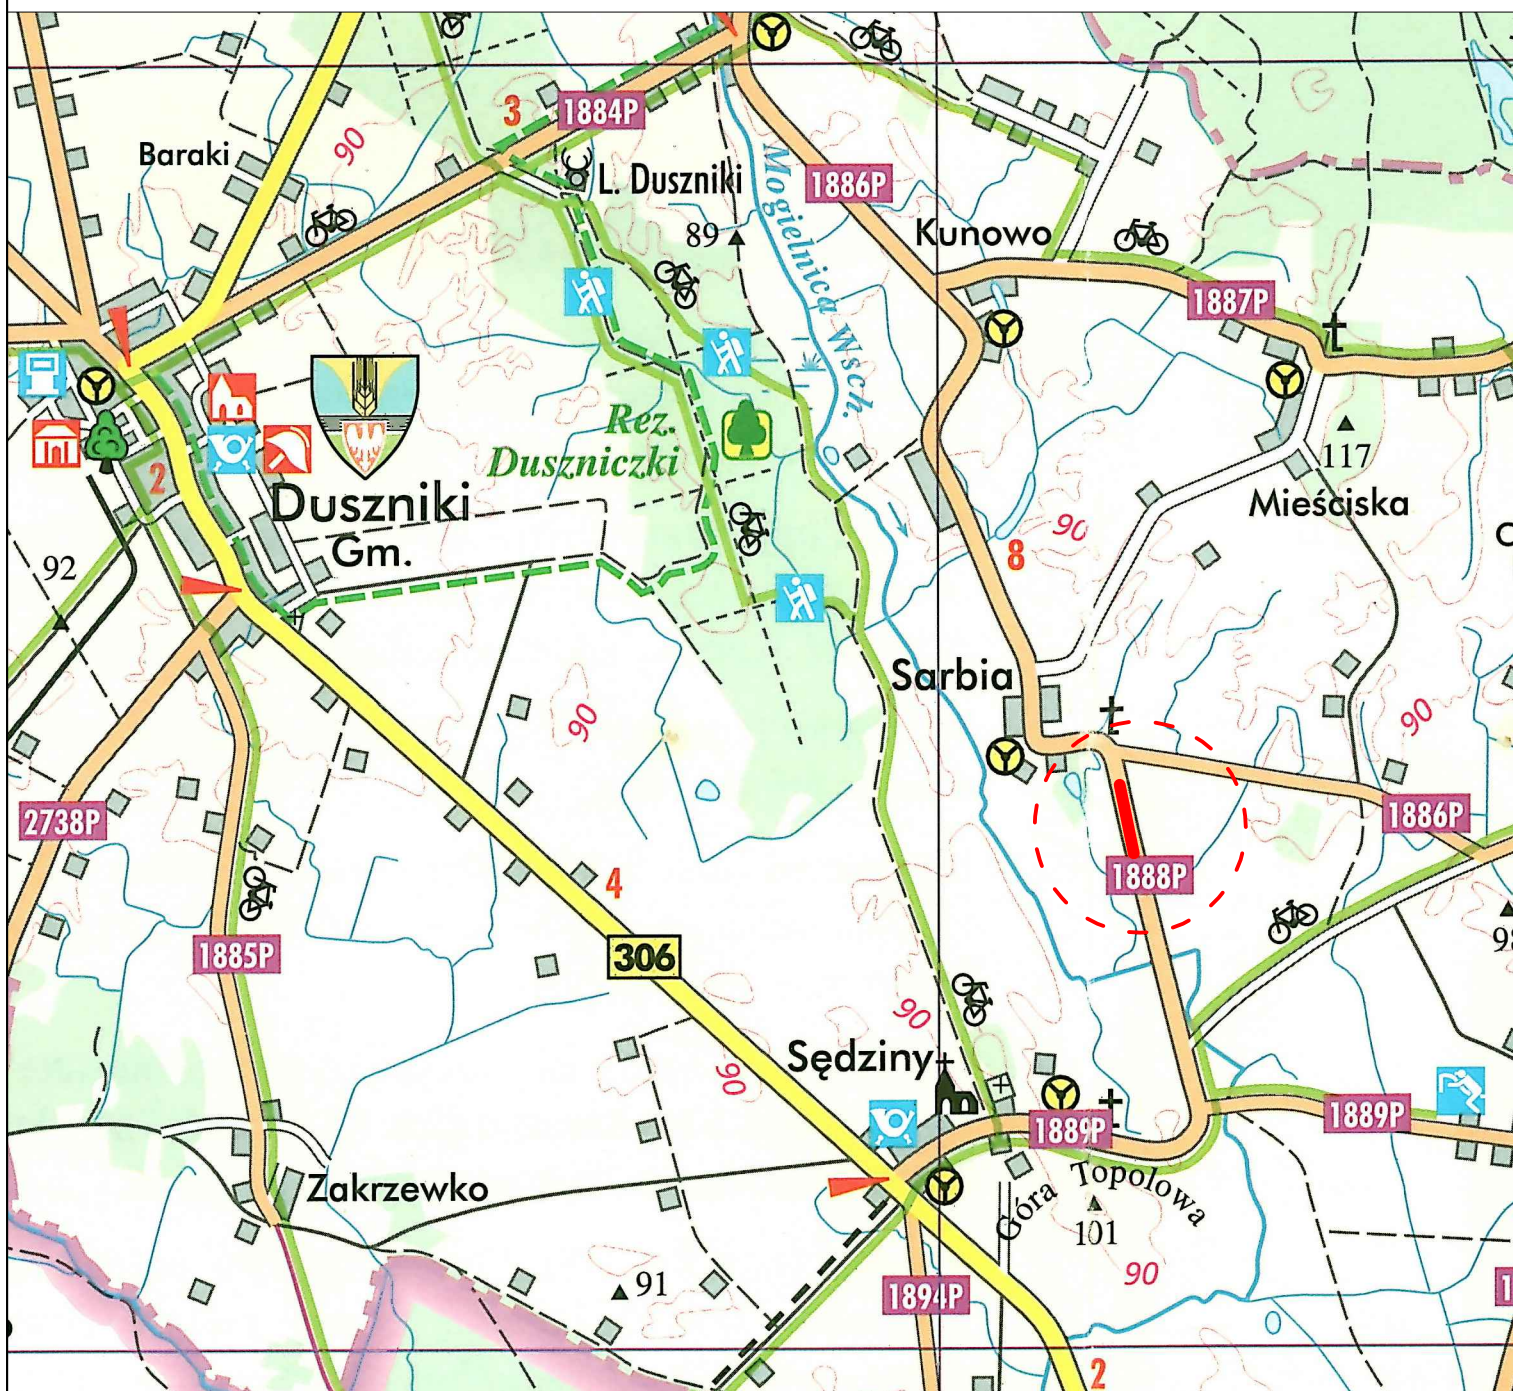 3
1884P
Baraki
90
L. Duszniki
1886P
Mogielnica Wsch.
89
Kunowo
1887P
Rez.
Duszniczki
117
2
Duszniki
Gm.
Mieściska
90
8
92
Sarbia
90
90
2738P
1886P
1888P
4
1885P
306
90
Sędziny
90
1889P
1889P
Zakrzewko
Góra Topolowa
101
90
91
1894P
2